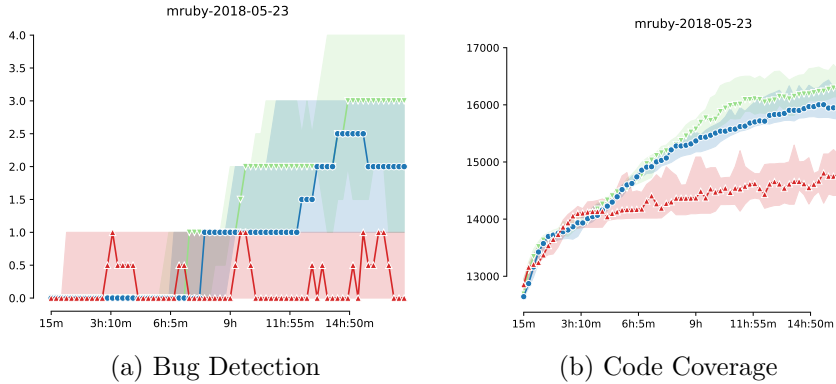 mruby-2018-05-23
4.0
3.5
3.0
2.5
2.0
1.5
1.0
0.5
0.0
15m 3h:10m 6h:5m 9h 11h:55m 14h:50m
(a) Bug Detection
mruby-2018-05-23
17000
16000
15000
14000
13000
15m 3h:10m 6h:5m 9h 11h:55m 14h:50m
(b) Code Coverage